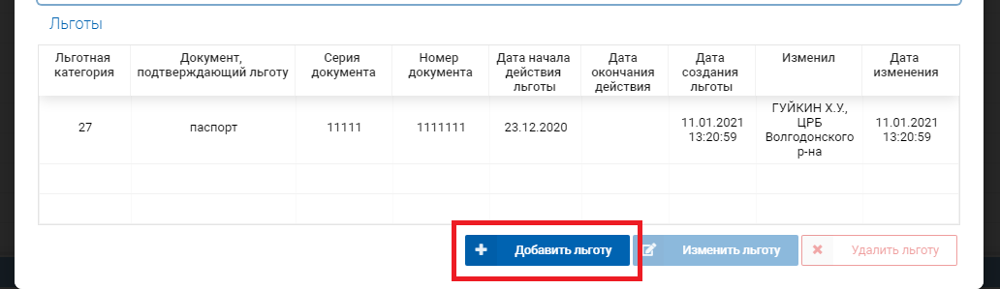 Льготы
Льготная категория
Документ, подтверждающий льготу
Серия документа
Номер документа
Дата начала действия льготы
Дата окончания действия
Дата создания льготы
Изменил
Дата изменения
27
паспорт
11111
1111111
23.12.2020
11.01.2021 13:20:59
ГУЙКИН Х.У., ЦРБ Волгодонского р-на
11.01.2021 13:20:59
Добавить льготу
Изменить льготу
Удалить льготу